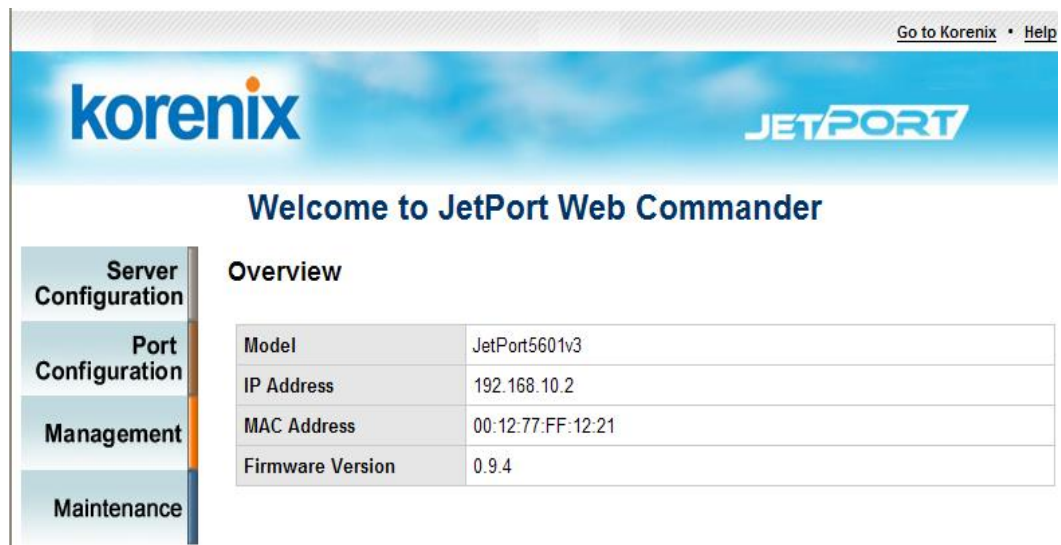 Go to Korenix • Help
korenix
JETPORT
Welcome to JetPort Web Commander
Server
Configuration
Overview
Port
Configuration
Management
Maintenance
Model JetPort5601v3
IP Address 192.168.10.2
MAC Address 00:12:77:FF:12:21
Firmware Version 0.9.4